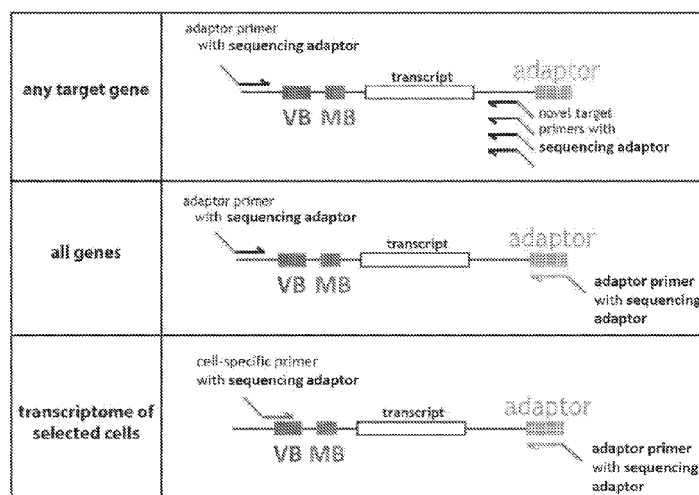 adaptor primer
with sequencing adaptor
any target gene
transcript
adaptor
VB MB
novel target
primers with
sequencing adaptor
adaptor primer
with sequencing adaptor
all genes
transcript
adaptor
VB MB
adaptor primer
with sequencing
adaptor
cell-specific primer
with sequencing adaptor
transcriptome of
selected cells
transcript
adaptor
VB MB
adaptor primer
with sequencing
adaptor